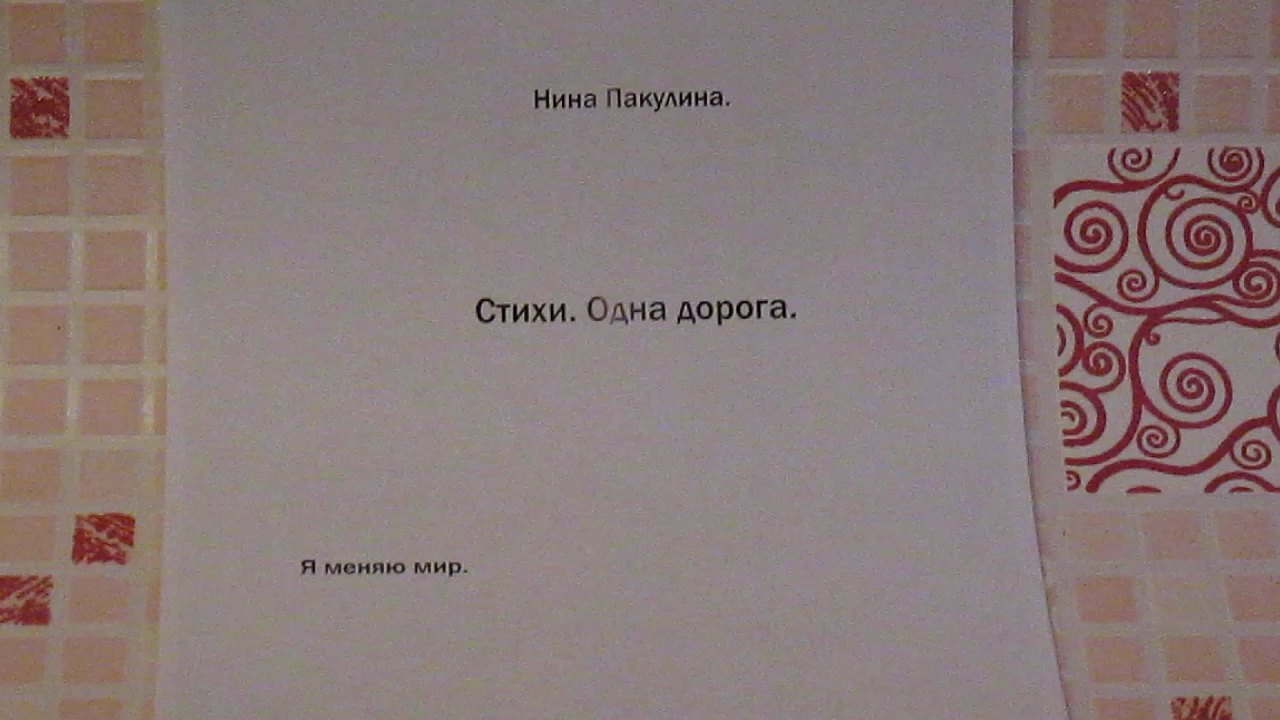 Нина Пакулина.
Стихи. Одна дорога.
Я меняю мир.